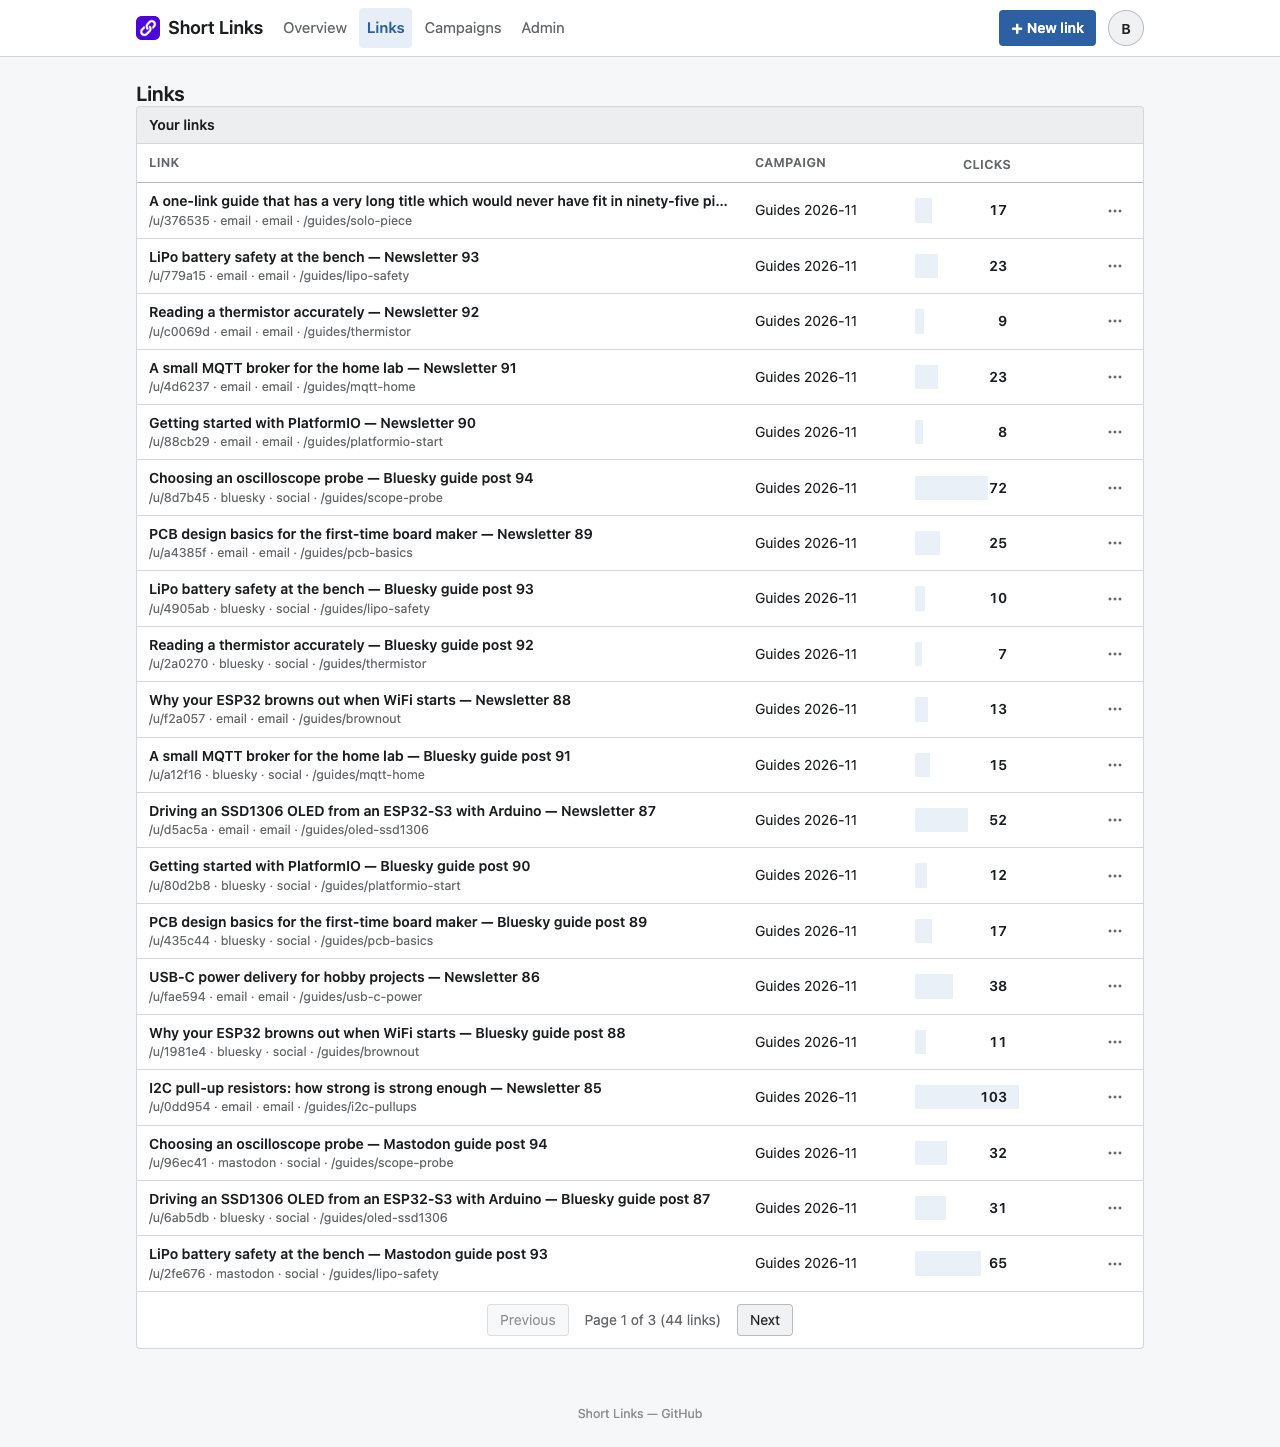 Short Links Overview Links Campaigns Admin + New link B
Links
Your links
LINK CAMPAIGN CLICKS
A one-link guide that has a very long title which would never have fit in ninety-five pi...
/u/376535 · email · email · /guides/solo-piece
Guides 2026-11 17
LiPo battery safety at the bench — Newsletter 93
/u/779a15 · email · email · /guides/lipo-safety
Guides 2026-11 23
Reading a thermistor accurately — Newsletter 92
/u/c0069d · email · email · /guides/thermistor
Guides 2026-11 9
A small MQTT broker for the home lab — Newsletter 91
/u/4d6237 · email · email · /guides/mqtt-home
Guides 2026-11 23
Getting started with PlatformIO — Newsletter 90
/u/88cb29 · email · email · /guides/platformio-start
Guides 2026-11 8
Choosing an oscilloscope probe — Bluesky guide post 94
/u/8d7b45 · bluesky · social · /guides/scope-probe
Guides 2026-11 72
PCB design basics for the first-time board maker — Newsletter 89
/u/a4385f · email · email · /guides/pcb-basics
Guides 2026-11 25
LiPo battery safety at the bench — Bluesky guide post 93
/u/4905ab · bluesky · social · /guides/lipo-safety
Guides 2026-11 10
Reading a thermistor accurately — Bluesky guide post 92
/u/2a0270 · bluesky · social · /guides/thermistor
Guides 2026-11 7
Why your ESP32 browns out when WiFi starts — Newsletter 88
/u/f2a057 · email · email · /guides/brownout
Guides 2026-11 13
A small MQTT broker for the home lab — Bluesky guide post 91
/u/a12f16 · bluesky · social · /guides/mqtt-home
Guides 2026-11 15
Driving an SSD1306 OLED from an ESP32-S3 with Arduino — Newsletter 87
/u/d5ac5a · email · email · /guides/oled-ssd1306
Guides 2026-11 52
Getting started with PlatformIO — Bluesky guide post 90
/u/80d2b8 · bluesky · social · /guides/platformio-start
Guides 2026-11 12
PCB design basics for the first-time board maker — Bluesky guide post 89
/u/435c44 · bluesky · social · /guides/pcb-basics
Guides 2026-11 17
USB-C power delivery for hobby projects — Newsletter 86
/u/fae594 · email · email · /guides/usb-c-power
Guides 2026-11 38
Why your ESP32 browns out when WiFi starts — Bluesky guide post 88
/u/1981e4 · bluesky · social · /guides/brownout
Guides 2026-11 11
I2C pull-up resistors: how strong is strong enough — Newsletter 85
/u/0dd954 · email · email · /guides/i2c-pullups
Guides 2026-11 103
Choosing an oscilloscope probe — Mastodon guide post 94
/u/96ec41 · mastodon · social · /guides/scope-probe
Guides 2026-11 32
Driving an SSD1306 OLED from an ESP32-S3 with Arduino — Bluesky guide post 87
/u/6ab5db · bluesky · social · /guides/oled-ssd1306
Guides 2026-11 31
LiPo battery safety at the bench — Mastodon guide post 93
/u/2fe676 · mastodon · social · /guides/lipo-safety
Guides 2026-11 65
Previous Page 1 of 3 (44 links) Next
Short Links — GitHub